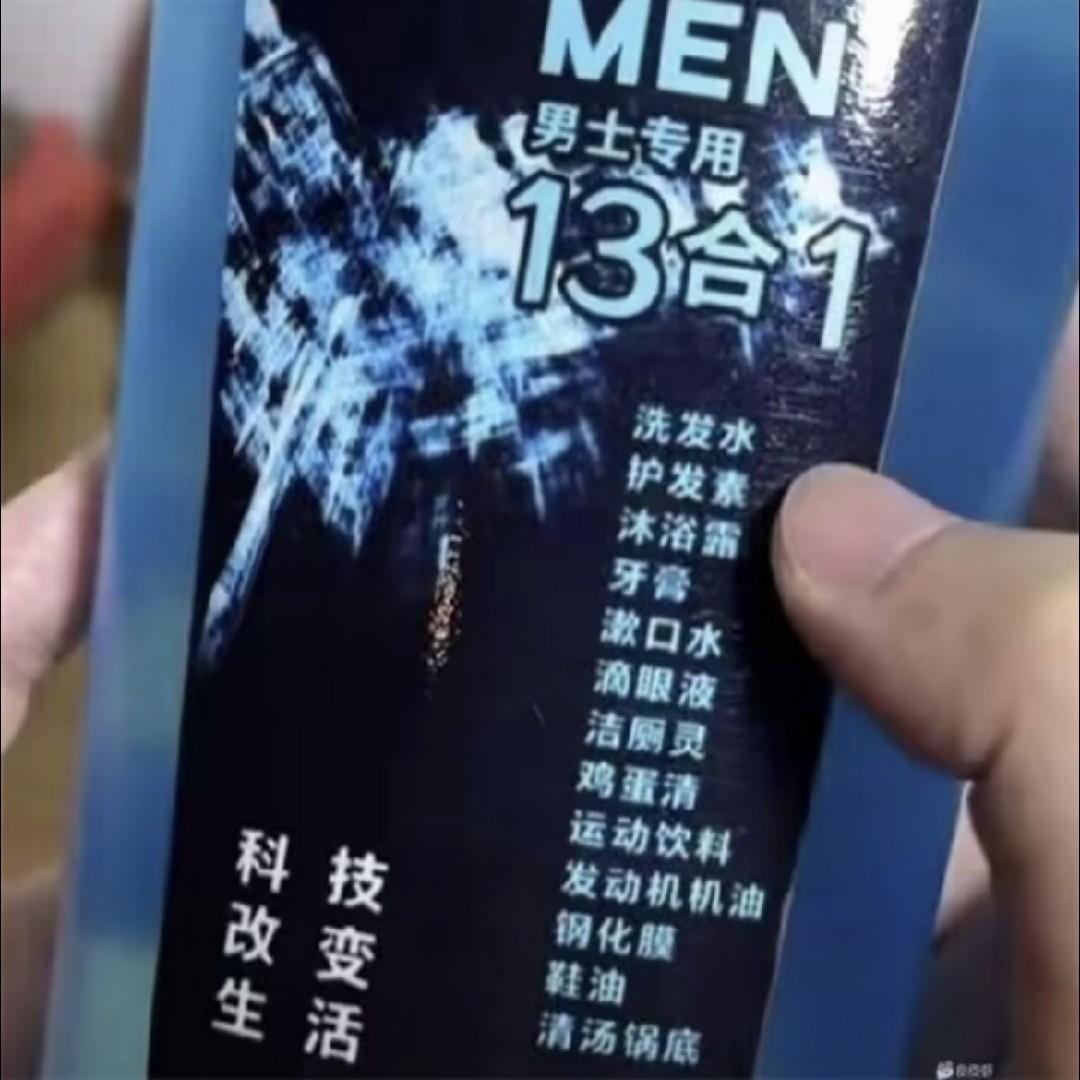 MEN
男士专用
13合1
洗发水
护发素
沐浴露
牙膏
漱口水
滴眼液
洁厕灵
鸡蛋清
运动饮料
发动机机油
钢化膜
鞋油
清汤锅底
科技
改变
生活